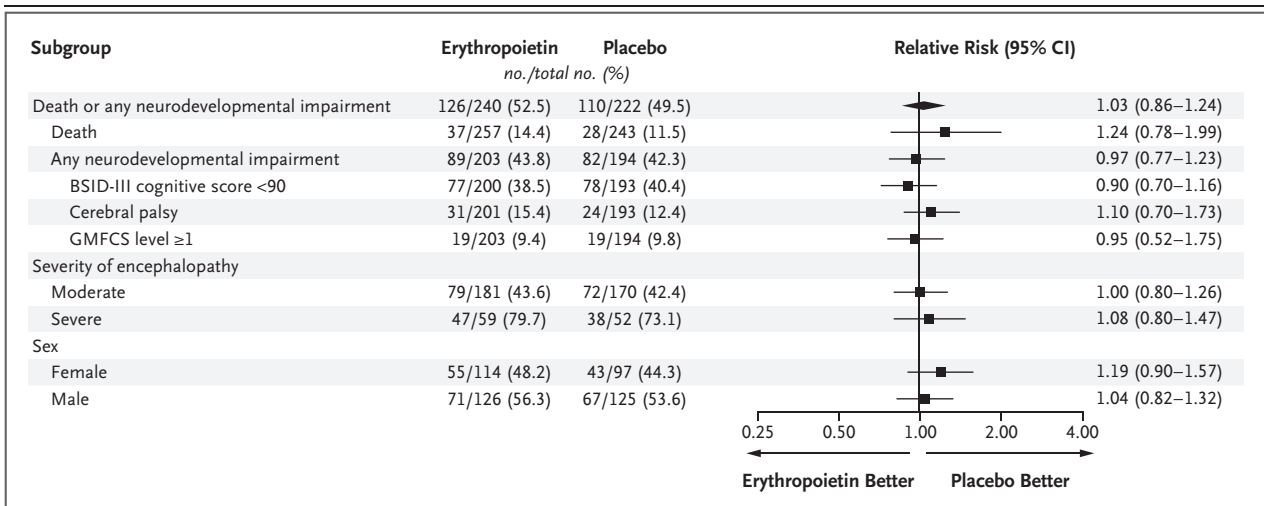 Subgroup Erythropoietin Placebo Relative Risk (95% CI)
no./total no. (%)
Death or any neurodevelopmental impairment 126/240 (52.5) 110/222 (49.5) 1.03 (0.86–1.24)
Death 37/257 (14.4) 28/243 (11.5) 1.24 (0.78–1.99)
Any neurodevelopmental impairment 89/203 (43.8) 82/194 (42.3) 0.97 (0.77–1.23)
BSID-III cognitive score <90 77/200 (38.5) 78/193 (40.4) 0.90 (0.70–1.16)
Cerebral palsy 31/201 (15.4) 24/193 (12.4) 1.10 (0.70–1.73)
GMFCS level ≥1 19/203 (9.4) 19/194 (9.8) 0.95 (0.52–1.75)
Severity of encephalopathy
Moderate 79/181 (43.6) 72/170 (42.4) 1.00 (0.80–1.26)
Severe 47/59 (79.7) 38/52 (73.1) 1.08 (0.80–1.47)
Sex
Female 55/114 (48.2) 43/97 (44.3) 1.19 (0.90–1.57)
Male 71/126 (56.3) 67/125 (53.6) 1.04 (0.82–1.32)
0.25 0.50 1.00 2.00 4.00
Erythropoietin Better Placebo Better